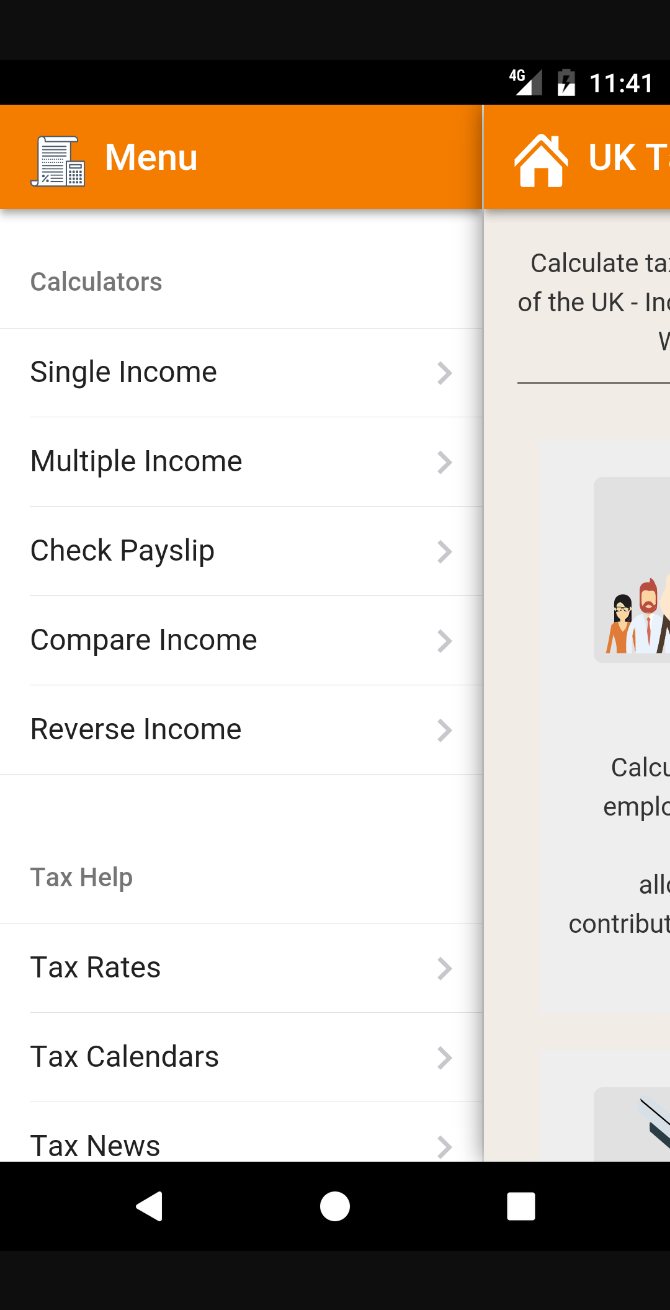 4G 11:41
Menu
Calculators
Single Income
Multiple Income
Check Payslip
Compare Income
Reverse Income
Tax Help
Tax Rates
Tax Calendars
Tax News
UK T
Calculate ta
of the UK - In
W
Calcu
emplo
allo
contribut